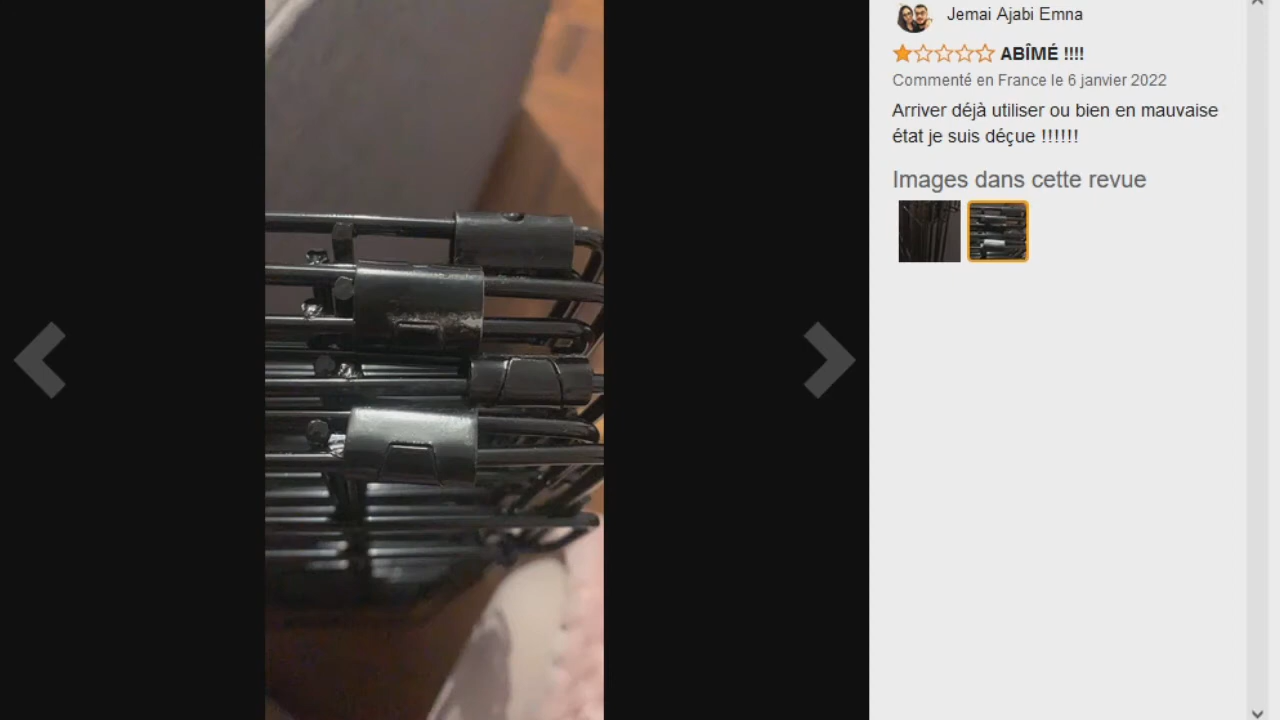 Jemai Ajabi Emna
ABÎMÉ !!!!
Commenté en France le 6 janvier 2022
Arriver déjà utiliser ou bien en mauvaise
état je suis déçue !!!!!!
Images dans cette revue